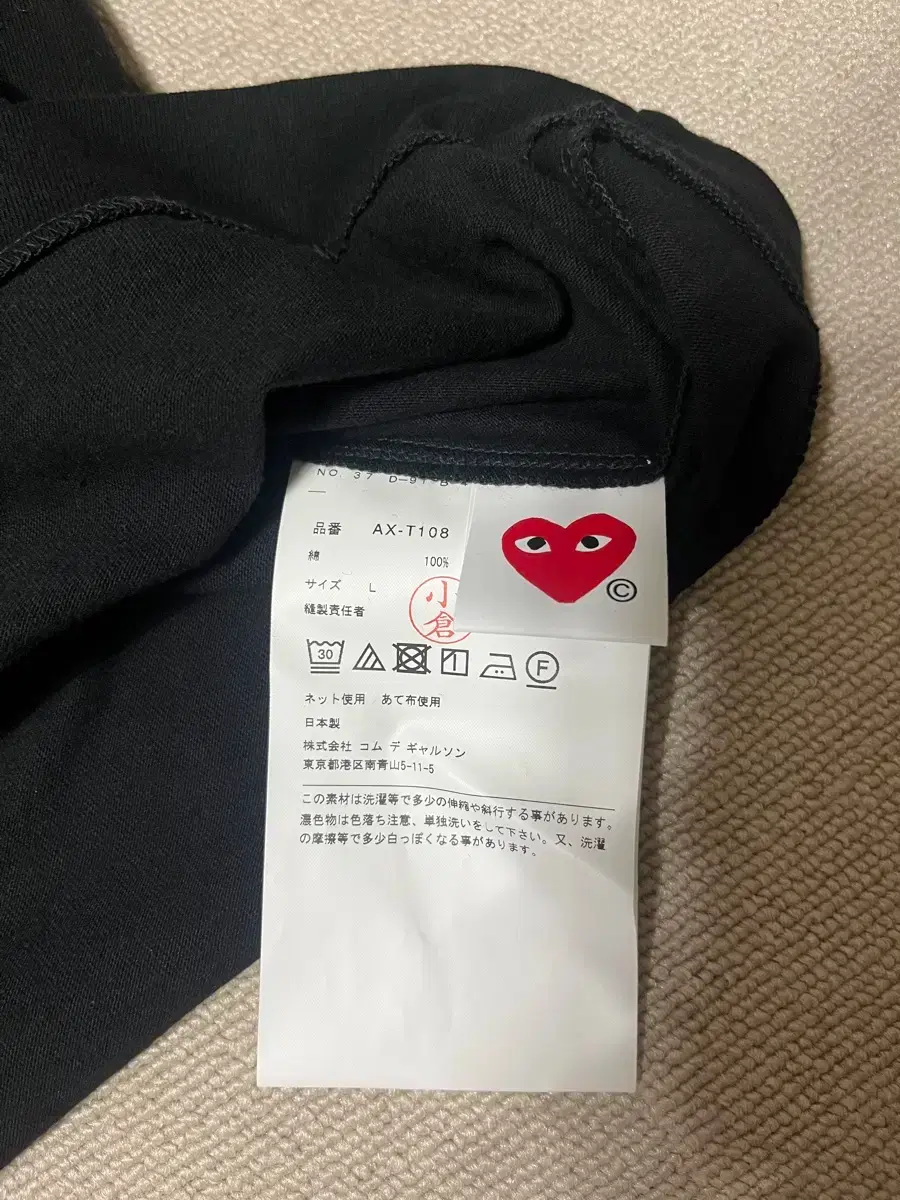 NO. 37
品番 AX-T108
綿 100%
サイズ L
縫製責任者 小倉
©
30
F
ネット使用 あて布使用
日本製
株式会社 コム デ ギャルソン
東京都港区南青山5-11-5
この素材は洗濯等で多少の伸縮や斜行する事があります。
濃色物は色落ち注意、単独洗いをして下さい。又、洗濯
の摩擦等で多少白っぽくなる事があります。